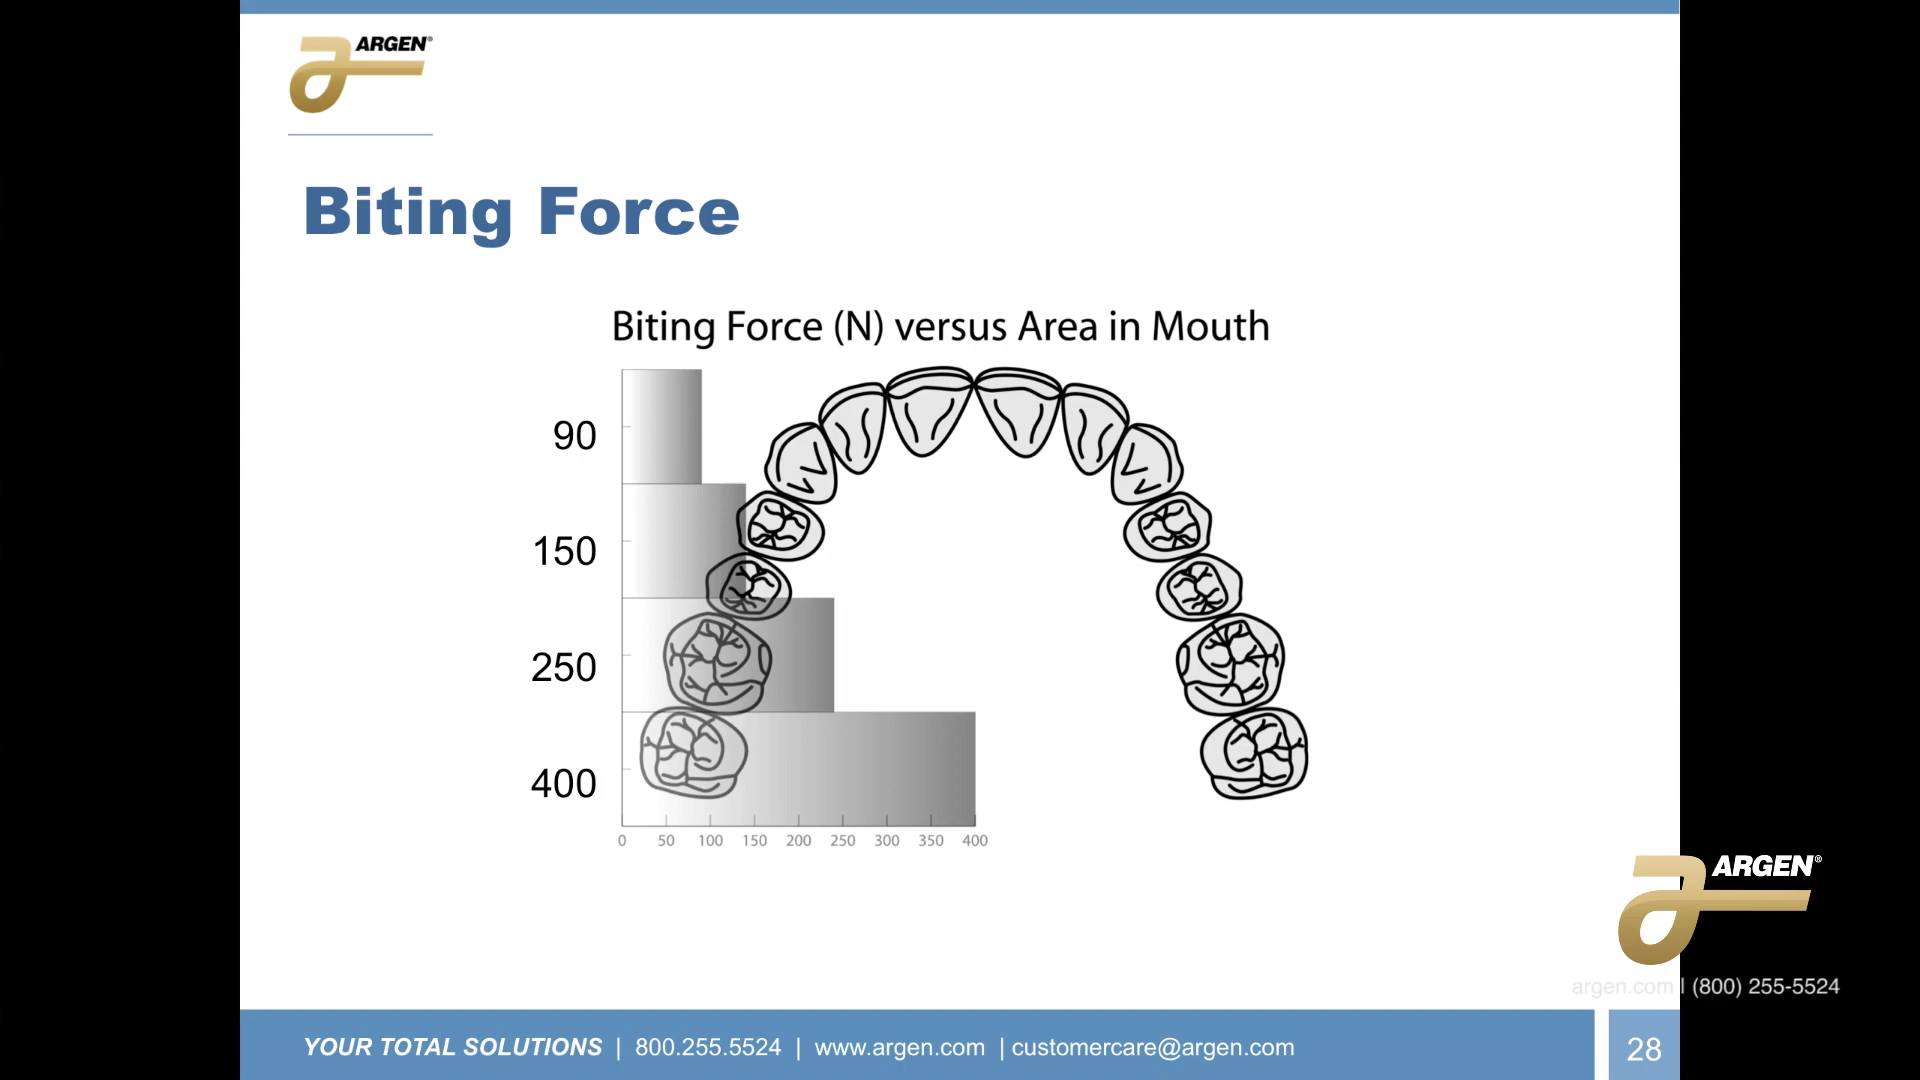 ARGEN®
Biting Force
Biting Force (N) versus Area in Mouth
90
150
250
400
0 50 100 150 200 250 300 350 400
ARGEN®
argen.com | (800) 255-5524
YOUR TOTAL SOLUTIONS | 800.255.5524 | www.argen.com | customercare@argen.com
28